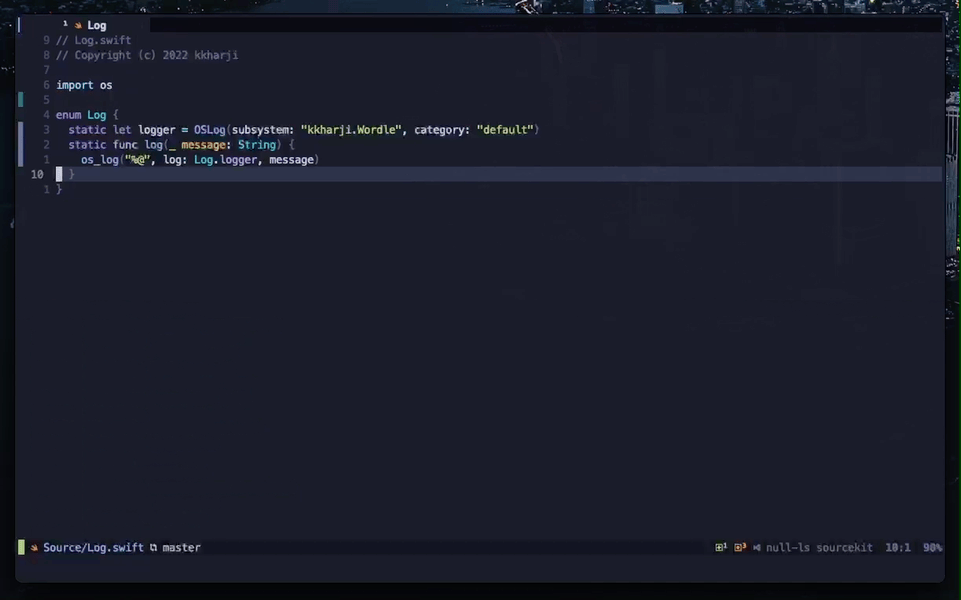 1 Log
9 // Log.swift
8 // Copyright (c) 2022 kkharji
7
6 import os
5
4 enum Log {
3 static let logger = OSLog(subsystem: "kkharji.Wordle", category: "default")
2 static func log(_ message: String) {
1 os_log("%@", log: Log.logger, message)
10 }
1 }
Source/Log.swift master 1 3 null-ls sourcekit 10:1 90%